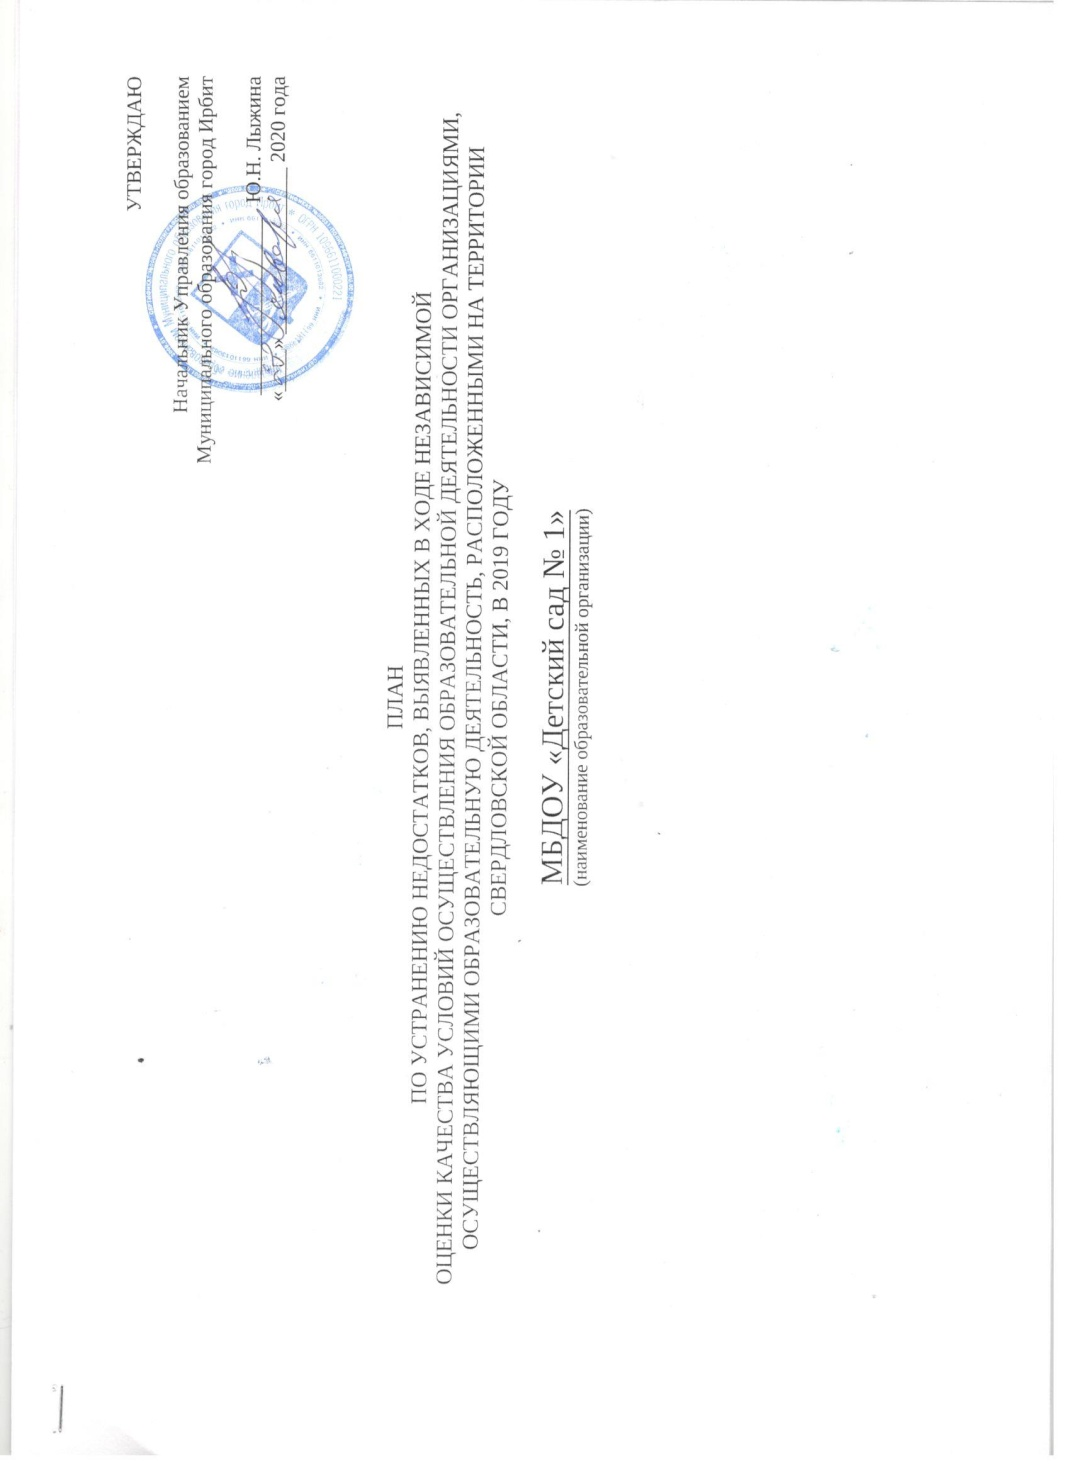 УТВЕРЖДАЮ
Начальник Управления образованием
Муниципального образования город Ирбит
Ю.Н. Лыжина
« » 2020 года
ПЛАН
ПО УСТРАНЕНИЮ НЕДОСТАТКОВ, ВЫЯВЛЕННЫХ В ХОДЕ НЕЗАВИСИМОЙ
ОЦЕНКИ КАЧЕСТВА УСЛОВИЙ ОСУЩЕСТВЛЕНИЯ ОБРАЗОВАТЕЛЬНОЙ ДЕЯТЕЛЬНОСТИ ОРГАНИЗАЦИЯМИ,
ОСУЩЕСТВЛЯЮЩИМИ ОБРАЗОВАТЕЛЬНУЮ ДЕЯТЕЛЬНОСТЬ, РАСПОЛОЖЕННЫМИ НА ТЕРРИТОРИИ
СВЕРДЛОВСКОЙ ОБЛАСТИ, В 2019 ГОДУ
МБДОУ «Детский сад № 1»
(наименование образовательной организации)